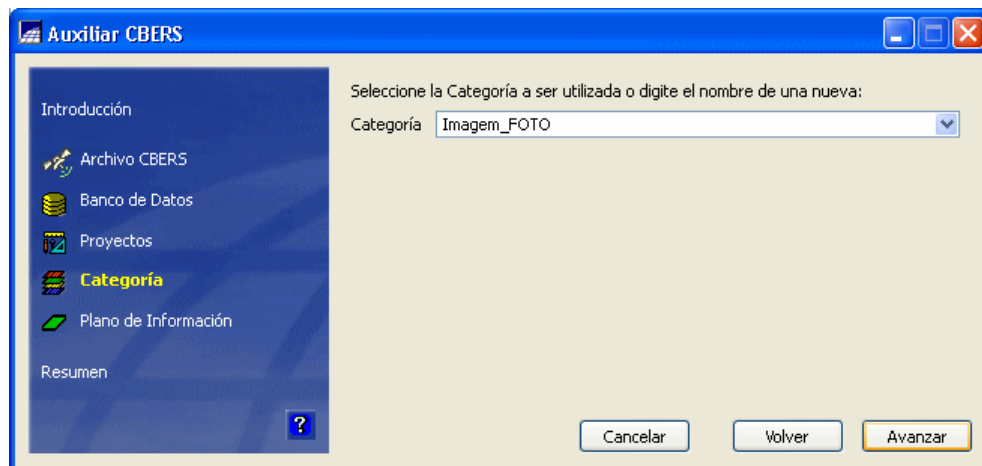 Auxiliar CBERS
Introducción
Archivo CBERS
Banco de Datos
Proyectos
Categoría
Plano de Información
Resumen
?
Seleccione la Categoría a ser utilizada o digite el nombre de una nueva:
Categoría Imagem_FOTO
Cancelar Volver Avanzar